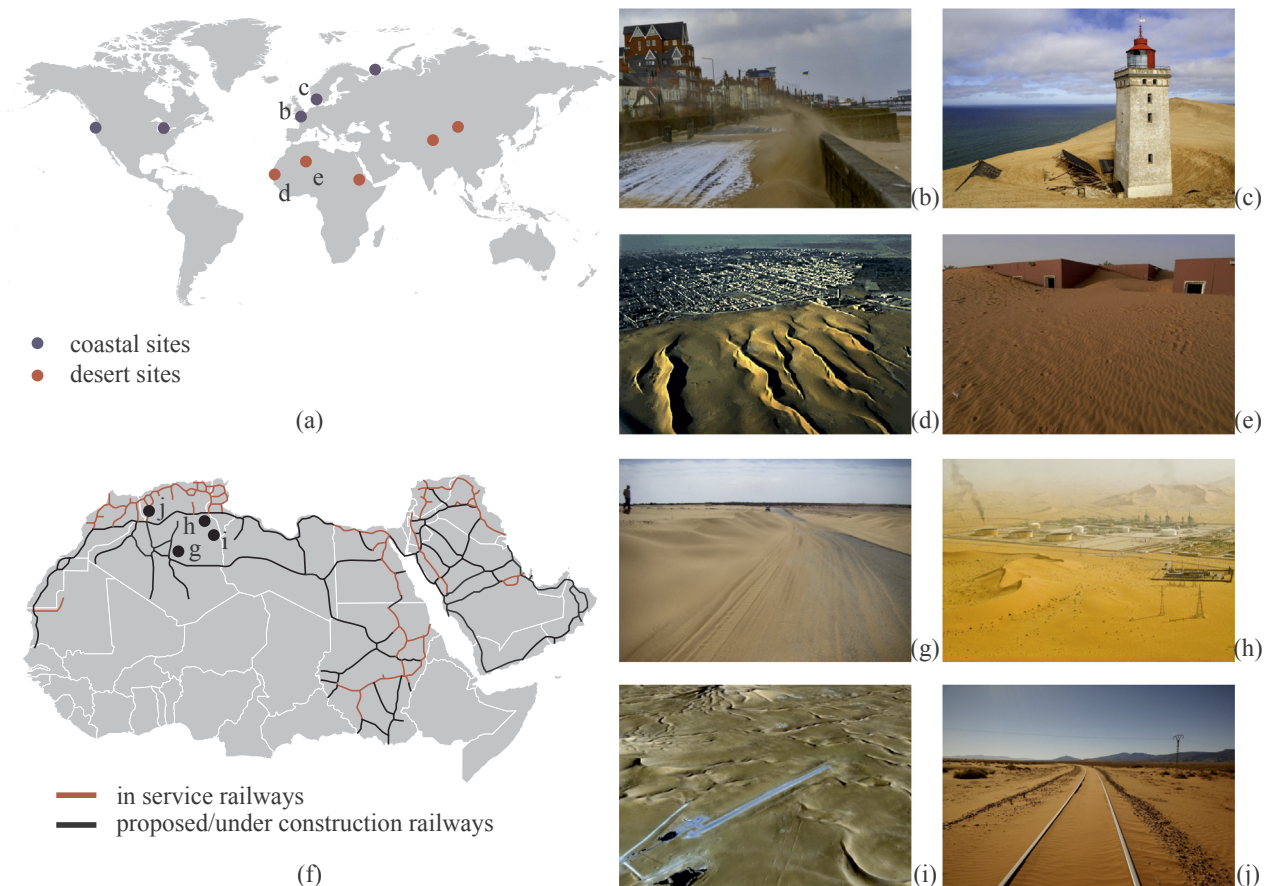 c
b
d
e
coastal sites
desert sites
(a)
(b)
(c)
(d)
(e)
j
h
i
g
in service railways
proposed/under construction railways
(f)
(g)
(h)
(i)
(j)